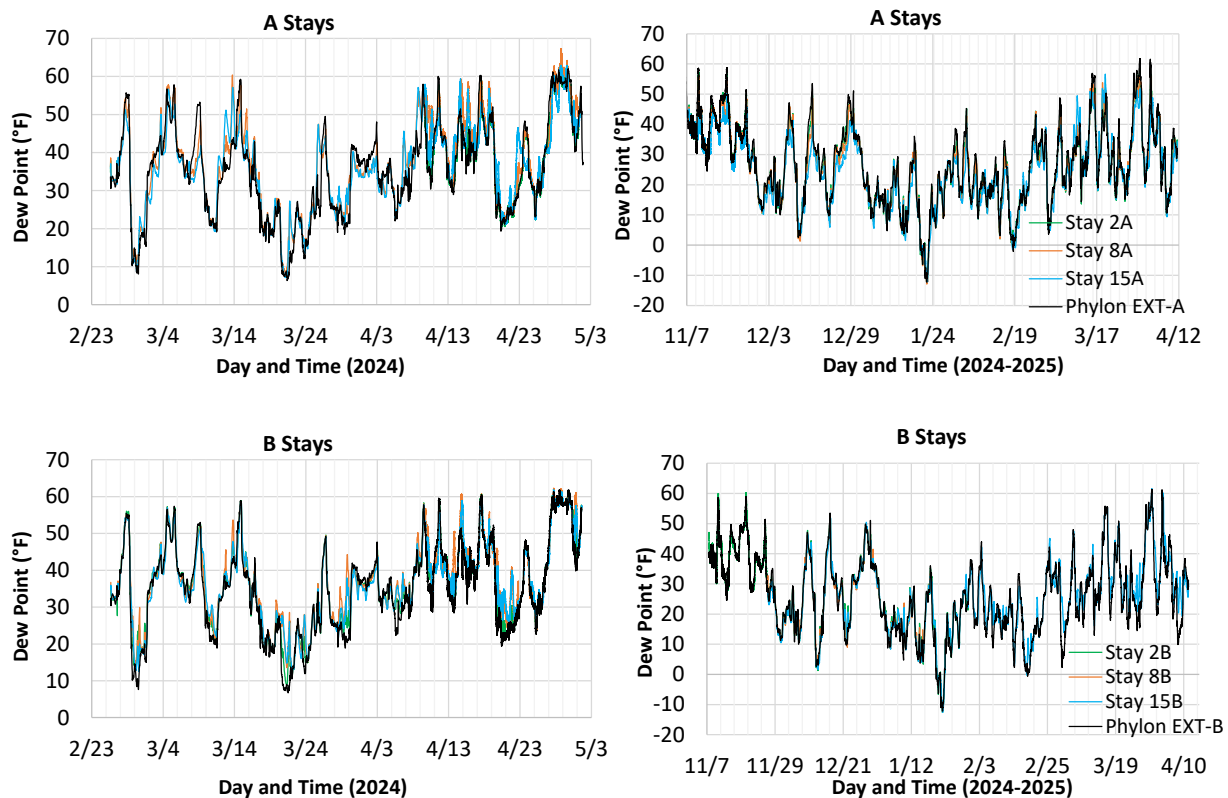 A Stays
70
60
50
40
30
20
10
0
Dew Point (°F)
2/23 3/4 3/14 3/24 4/3 4/13 4/23 5/3
Day and Time (2024)
A Stays
70
60
50
40
30
20
10
0
-10
-20
Dew Point (°F)
Stay 2A
Stay 8A
Stay 15A
Phylon EXT-A
11/7 12/3 12/29 1/24 2/19 3/17 4/12
Day and Time (2024-2025)
B Stays
70
60
50
40
30
20
10
0
Dew Point (°F)
2/23 3/4 3/14 3/24 4/3 4/13 4/23 5/3
Day and Time (2024)
B Stays
70
60
50
40
30
20
10
0
-10
-20
Dew Point (°F)
Stay 2B
Stay 8B
Stay 15B
Phylon EXT-B
11/7 11/29 12/21 1/12 2/3 2/25 3/19 4/10
Day and Time (2024-2025)